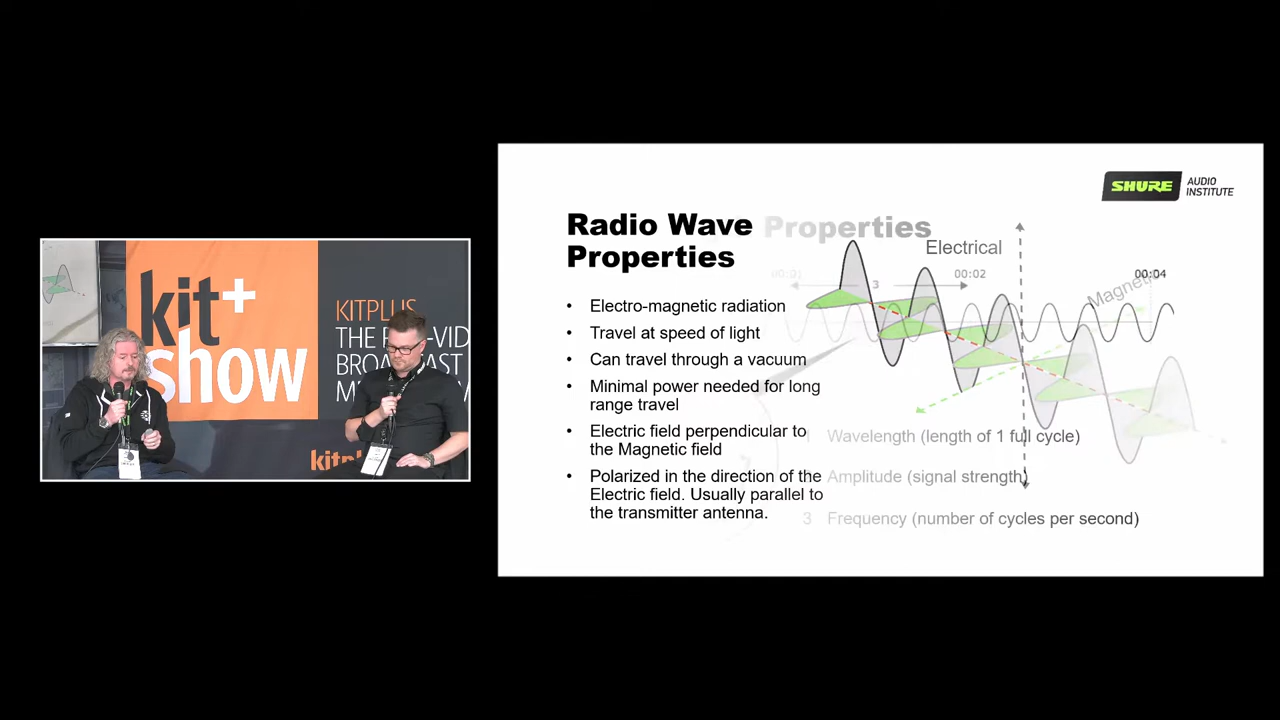 kit+
show
KITPLUS
THE
BROADCAST
SHURE AUDIO
INSTITUTE
Radio Wave
Properties
Properties
Electrical
Magnetic
3
00:02
00:04
• Electro-magnetic radiation
• Travel at speed of light
• Can travel through a vacuum
• Minimal power needed for long
range travel
• Electric field perpendicular to
the Magnetic field
• Polarized in the direction of the
Electric field. Usually parallel to
the transmitter antenna.
Wavelength (length of 1 full cycle)
Amplitude (signal strength)
3 Frequency (number of cycles per second)